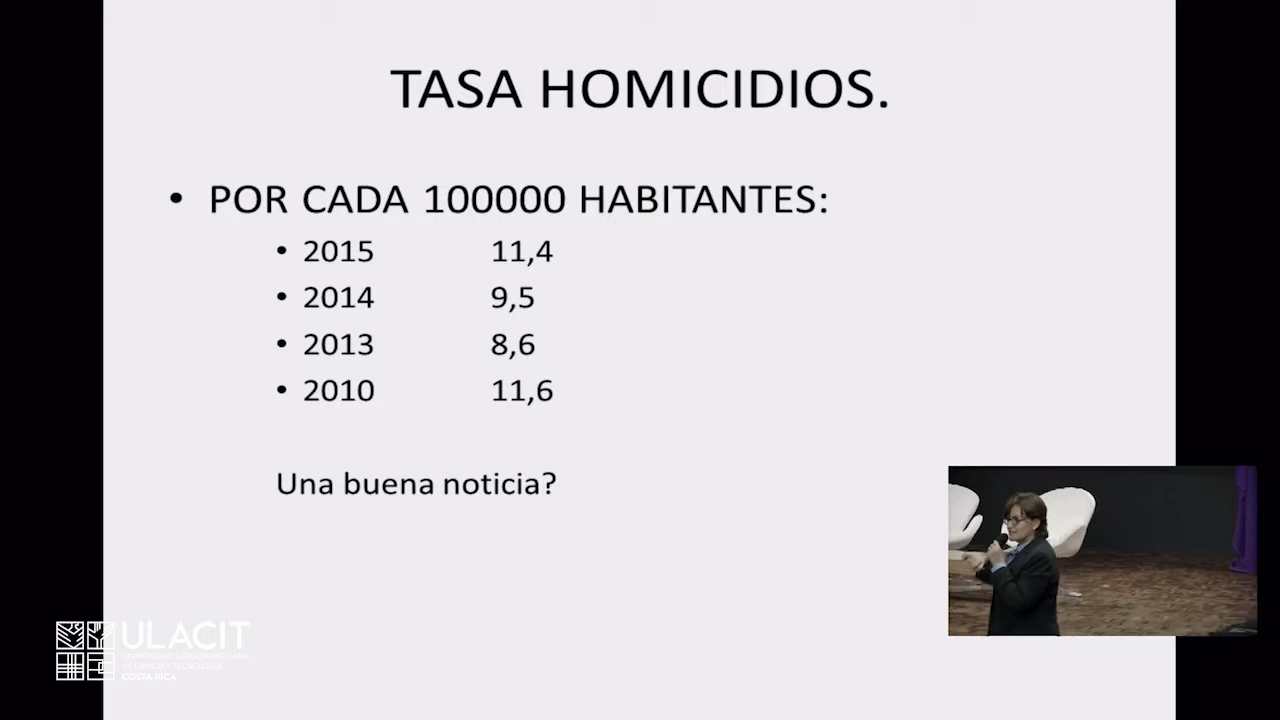 TASA HOMICIDIOS.
• POR CADA 100000 HABITANTES:
• 2015 11,4
• 2014 9,5
• 2013 8,6
• 2010 11,6
Una buena noticia?
ULACIT
COSTA RICA